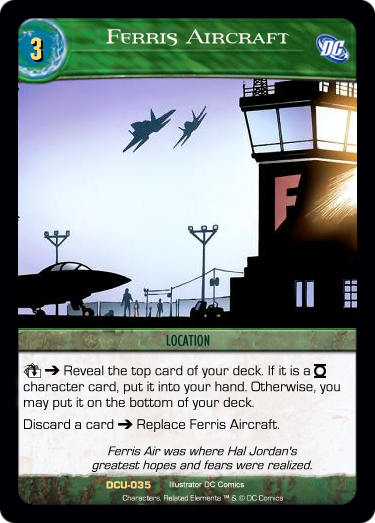 3
Ferris Aircraft
DC
F
LOCATION
➔ Reveal the top card of your deck. If it is a
character card, put it into your hand. Otherwise, you
may put it on the bottom of your deck.
Discard a card ➔ Replace Ferris Aircraft.
Ferris Air was where Hal Jordan's
greatest hopes and fears were realized.
DCU-035 Illustrator DC Comics
Characters, Related Elements ™ & © DC Comics